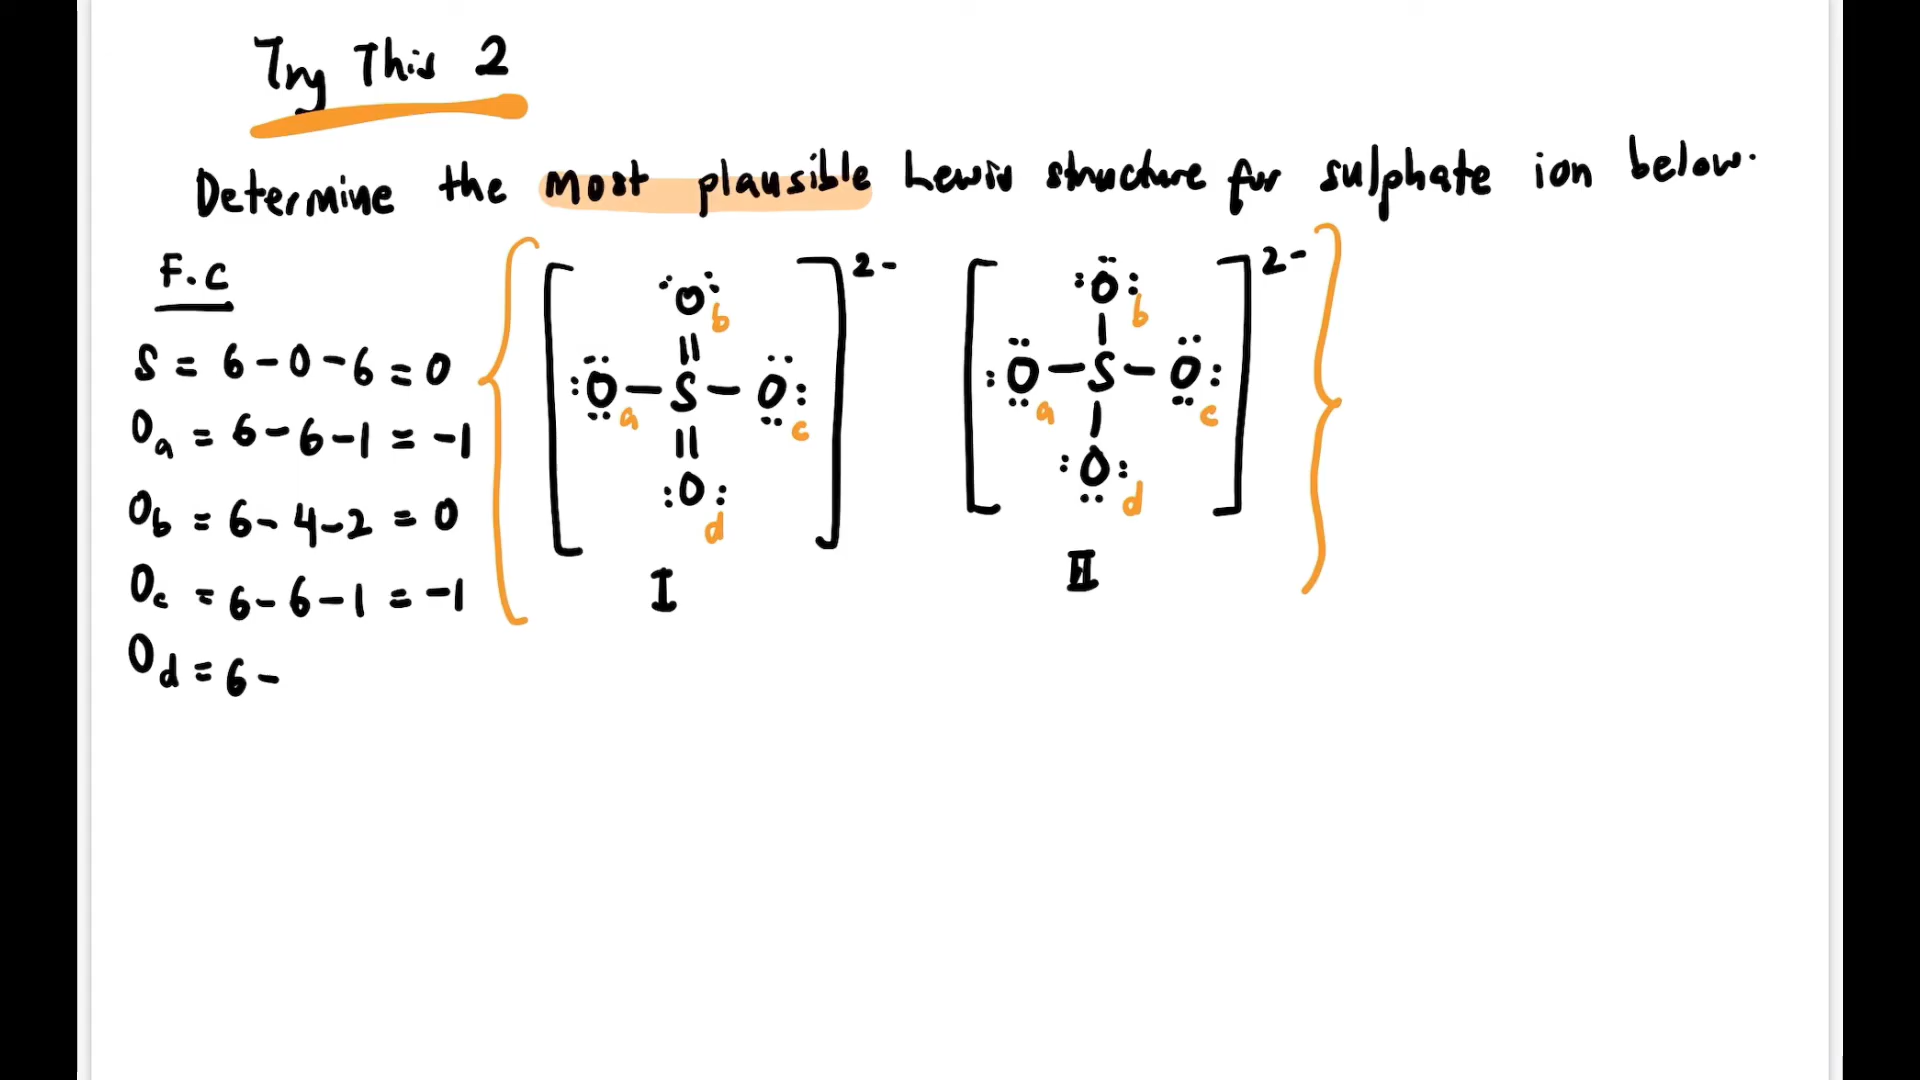 Try This 2
Determine the most plausible Lewis structure for sulphate ion below.
F.C
S = 6 - 0 - 6 = 0
Oa = 6 - 6 - 1 = -1
Ob = 6 - 4 - 2 = 0
Oc = 6 - 6 - 1 = -1
Od = 6 -
2-
O b
O a - S - O c
O d
I
2-
O b
O a - S - O c
O d
II